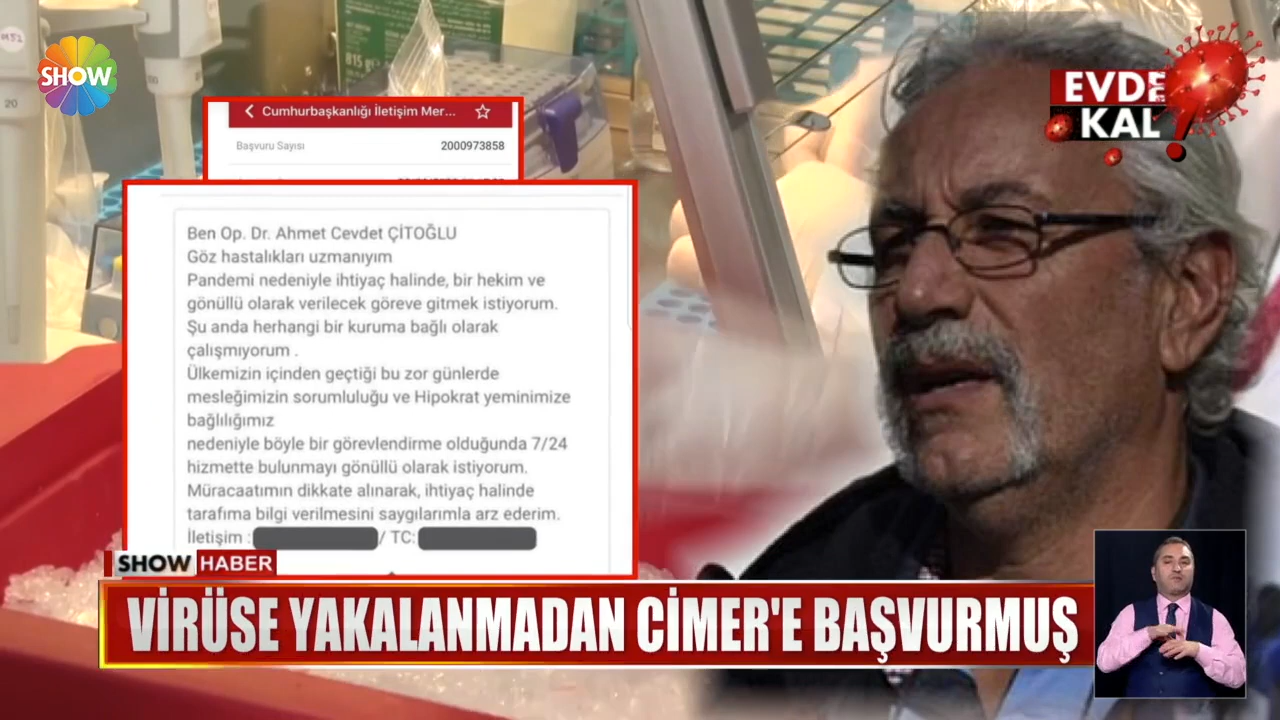 SHOW
EVDE
KAL
Cumhurbaşkanlığı İletişim Mer...
Başvuru Sayısı 2000973858
Ben Op. Dr. Ahmet Cevdet ÇİTOĞLU
Göz hastalıkları uzmanıyım
Pandemi nedeniyle ihtiyaç halinde, bir hekim ve
gönüllü olarak verilecek göreve gitmek istiyorum.
Şu anda herhangi bir kuruma bağlı olarak
çalışmıyorum .
Ülkemizin içinden geçtiği bu zor günlerde
mesleğimizin sorumluluğu ve Hipokrat yeminimize
bağlılığımız
nedeniyle böyle bir görevlendirme olduğunda 7/24
hizmette bulunmayı gönüllü olarak istiyorum.
Müracaatımın dikkate alınarak, ihtiyaç halinde
tarafıma bilgi verilmesini saygılarımla arz ederim.
İletişim : / TC:
SHOW HABER
VİRÜSE YAKALANMADAN CİMER'E BAŞVURMUŞ
815 g
20